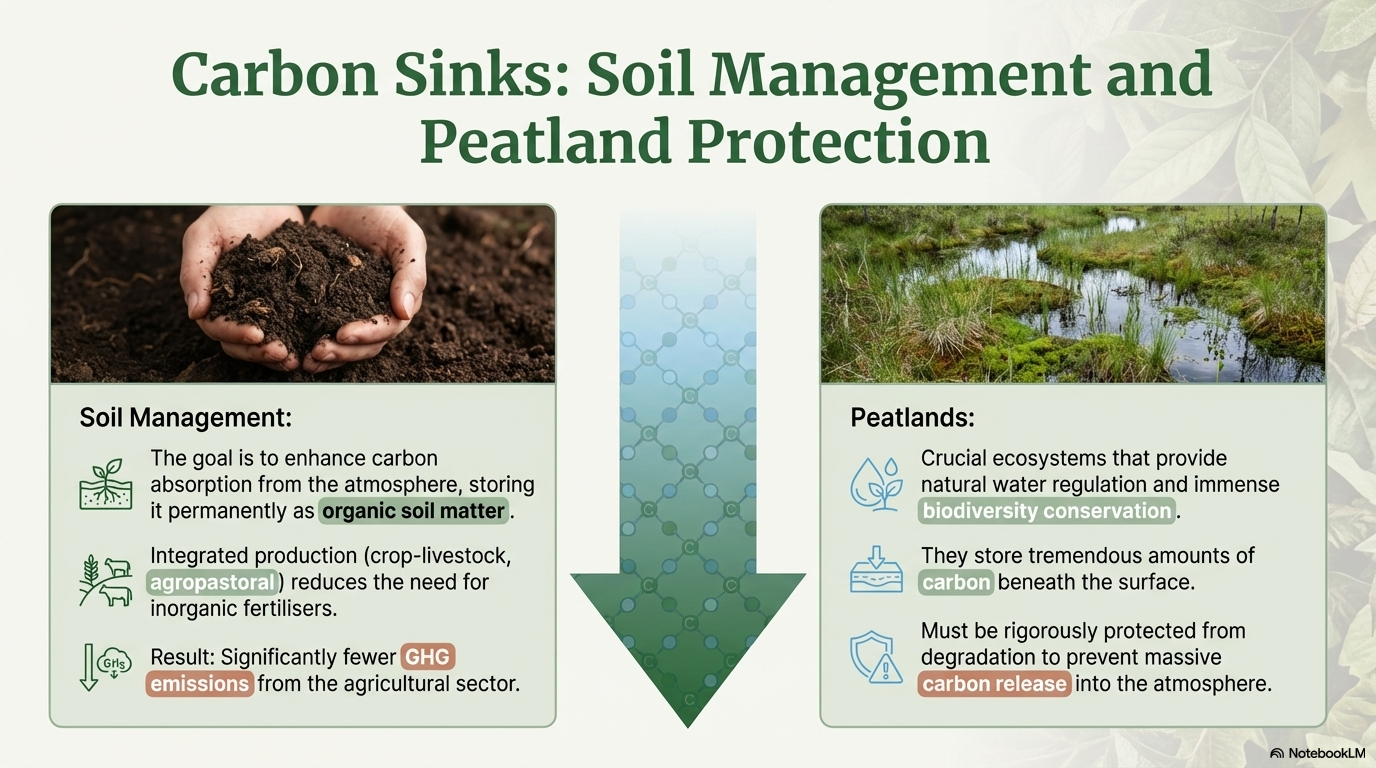 Carbon Sinks: Soil Management and
Peatland Protection
Soil Management:
The goal is to enhance carbon
absorption from the atmosphere, storing
it permanently as organic soil matter.
Integrated production (crop-livestock,
agropastoral) reduces the need for
inorganic fertilisers.
Result: Significantly fewer GHG
emissions from the agricultural sector.
Peatlands:
Crucial ecosystems that provide
natural water regulation and immense
biodiversity conservation.
They store tremendous amounts of
carbon beneath the surface.
Must be rigorously protected from
degradation to prevent massive
carbon release into the atmosphere.
NotebookLM